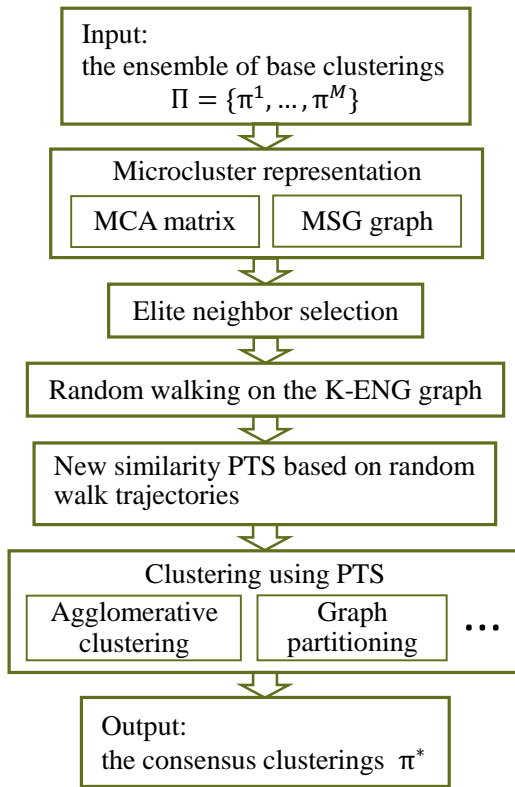 Input:
the ensemble of base clusterings
Π = {π¹, …, π^M}
Microcluster representation
MCA matrix
MSG graph
Elite neighbor selection
Random walking on the K-ENG graph
New similarity PTS based on random
walk trajectories
Clustering using PTS
Agglomerative
clustering
Graph
partitioning
...
Output:
the consensus clusterings π*